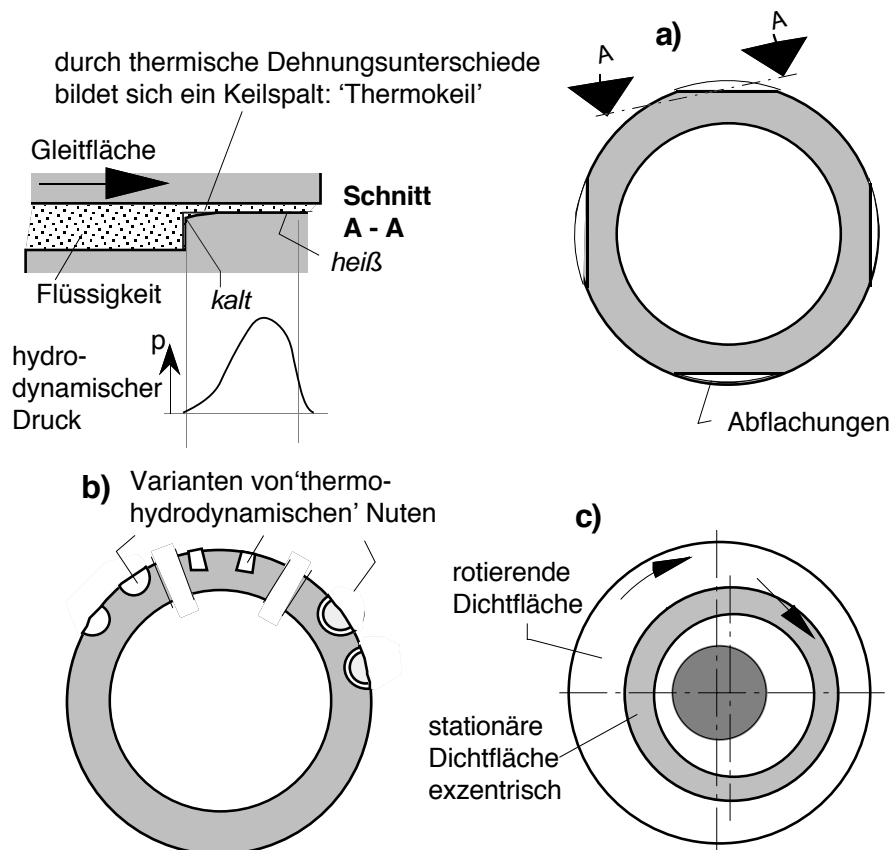 durch thermische Dehnungsunterschiede
bildet sich ein Keilspalt: ‘Thermokeil’
Gleitfläche
Schnitt
A - A
heiß
kalt
Flüssigkeit
p
hydro-
dynamischer
Druck
a)
A
A
Abflachungen
b)
Varianten von‘thermo-
hydrodynamischen’ Nuten
c)
rotierende
Dichtfläche
stationäre
Dichtfläche
exzentrisch